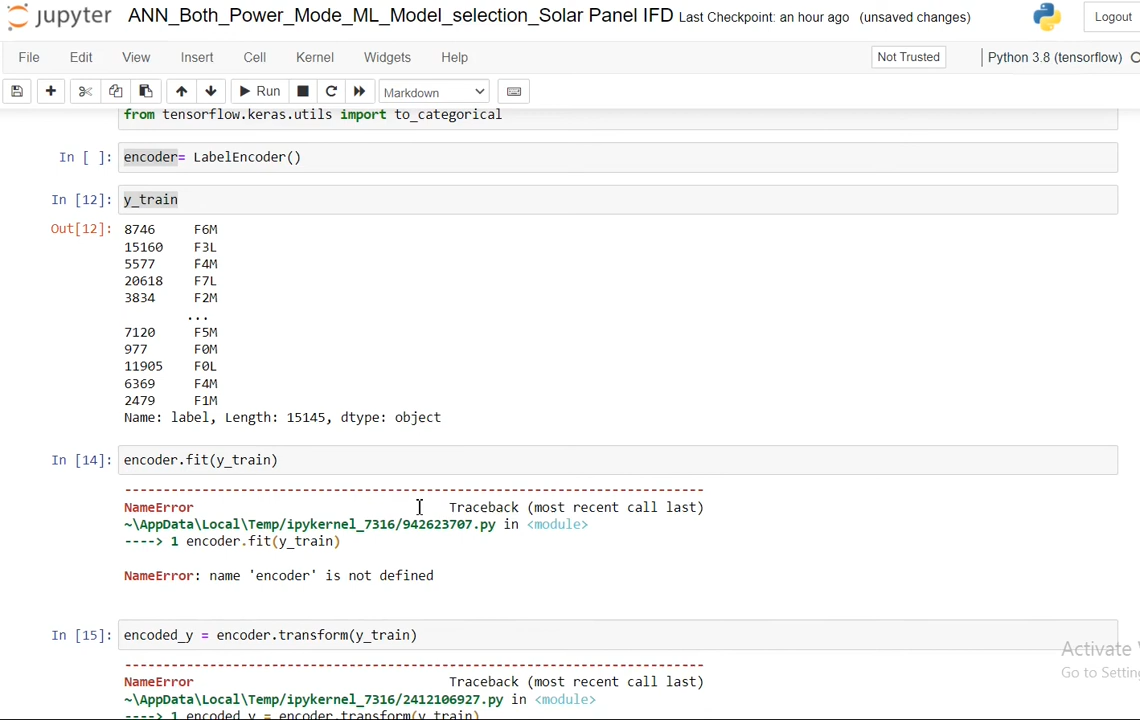 jupyter ANN_Both_Power_Mode_ML_Model_selection_Solar Panel IFD Last Checkpoint: an hour ago (unsaved changes) Logout
File Edit View Insert Cell Kernel Widgets Help Not Trusted Python 3.8 (tensorflow)
Run Markdown
from tensorflow.keras.utils import to_categorical
In [ ]: encoder= LabelEncoder()
In [12]: y_train
Out[12]: 8746 F6M
15160 F3L
5577 F4M
20618 F7L
3834 F2M
...
7120 F5M
977 F0M
11905 F0L
6369 F4M
2479 F1M
Name: label, Length: 15145, dtype: object
In [14]: encoder.fit(y_train)
---------------------------------------------------------------------------
NameError Traceback (most recent call last)
~\AppData\Local\Temp/ipykernel_7316/942623707.py in <module>
----> 1 encoder.fit(y_train)
NameError: name 'encoder' is not defined
In [15]: encoded_y = encoder.transform(y_train)
---------------------------------------------------------------------------
NameError Traceback (most recent call last)
~\AppData\Local\Temp/ipykernel_7316/2412106927.py in <module>
----> 1 encoded_y = encoder.transform(y_train)
Activate
Go to Setting